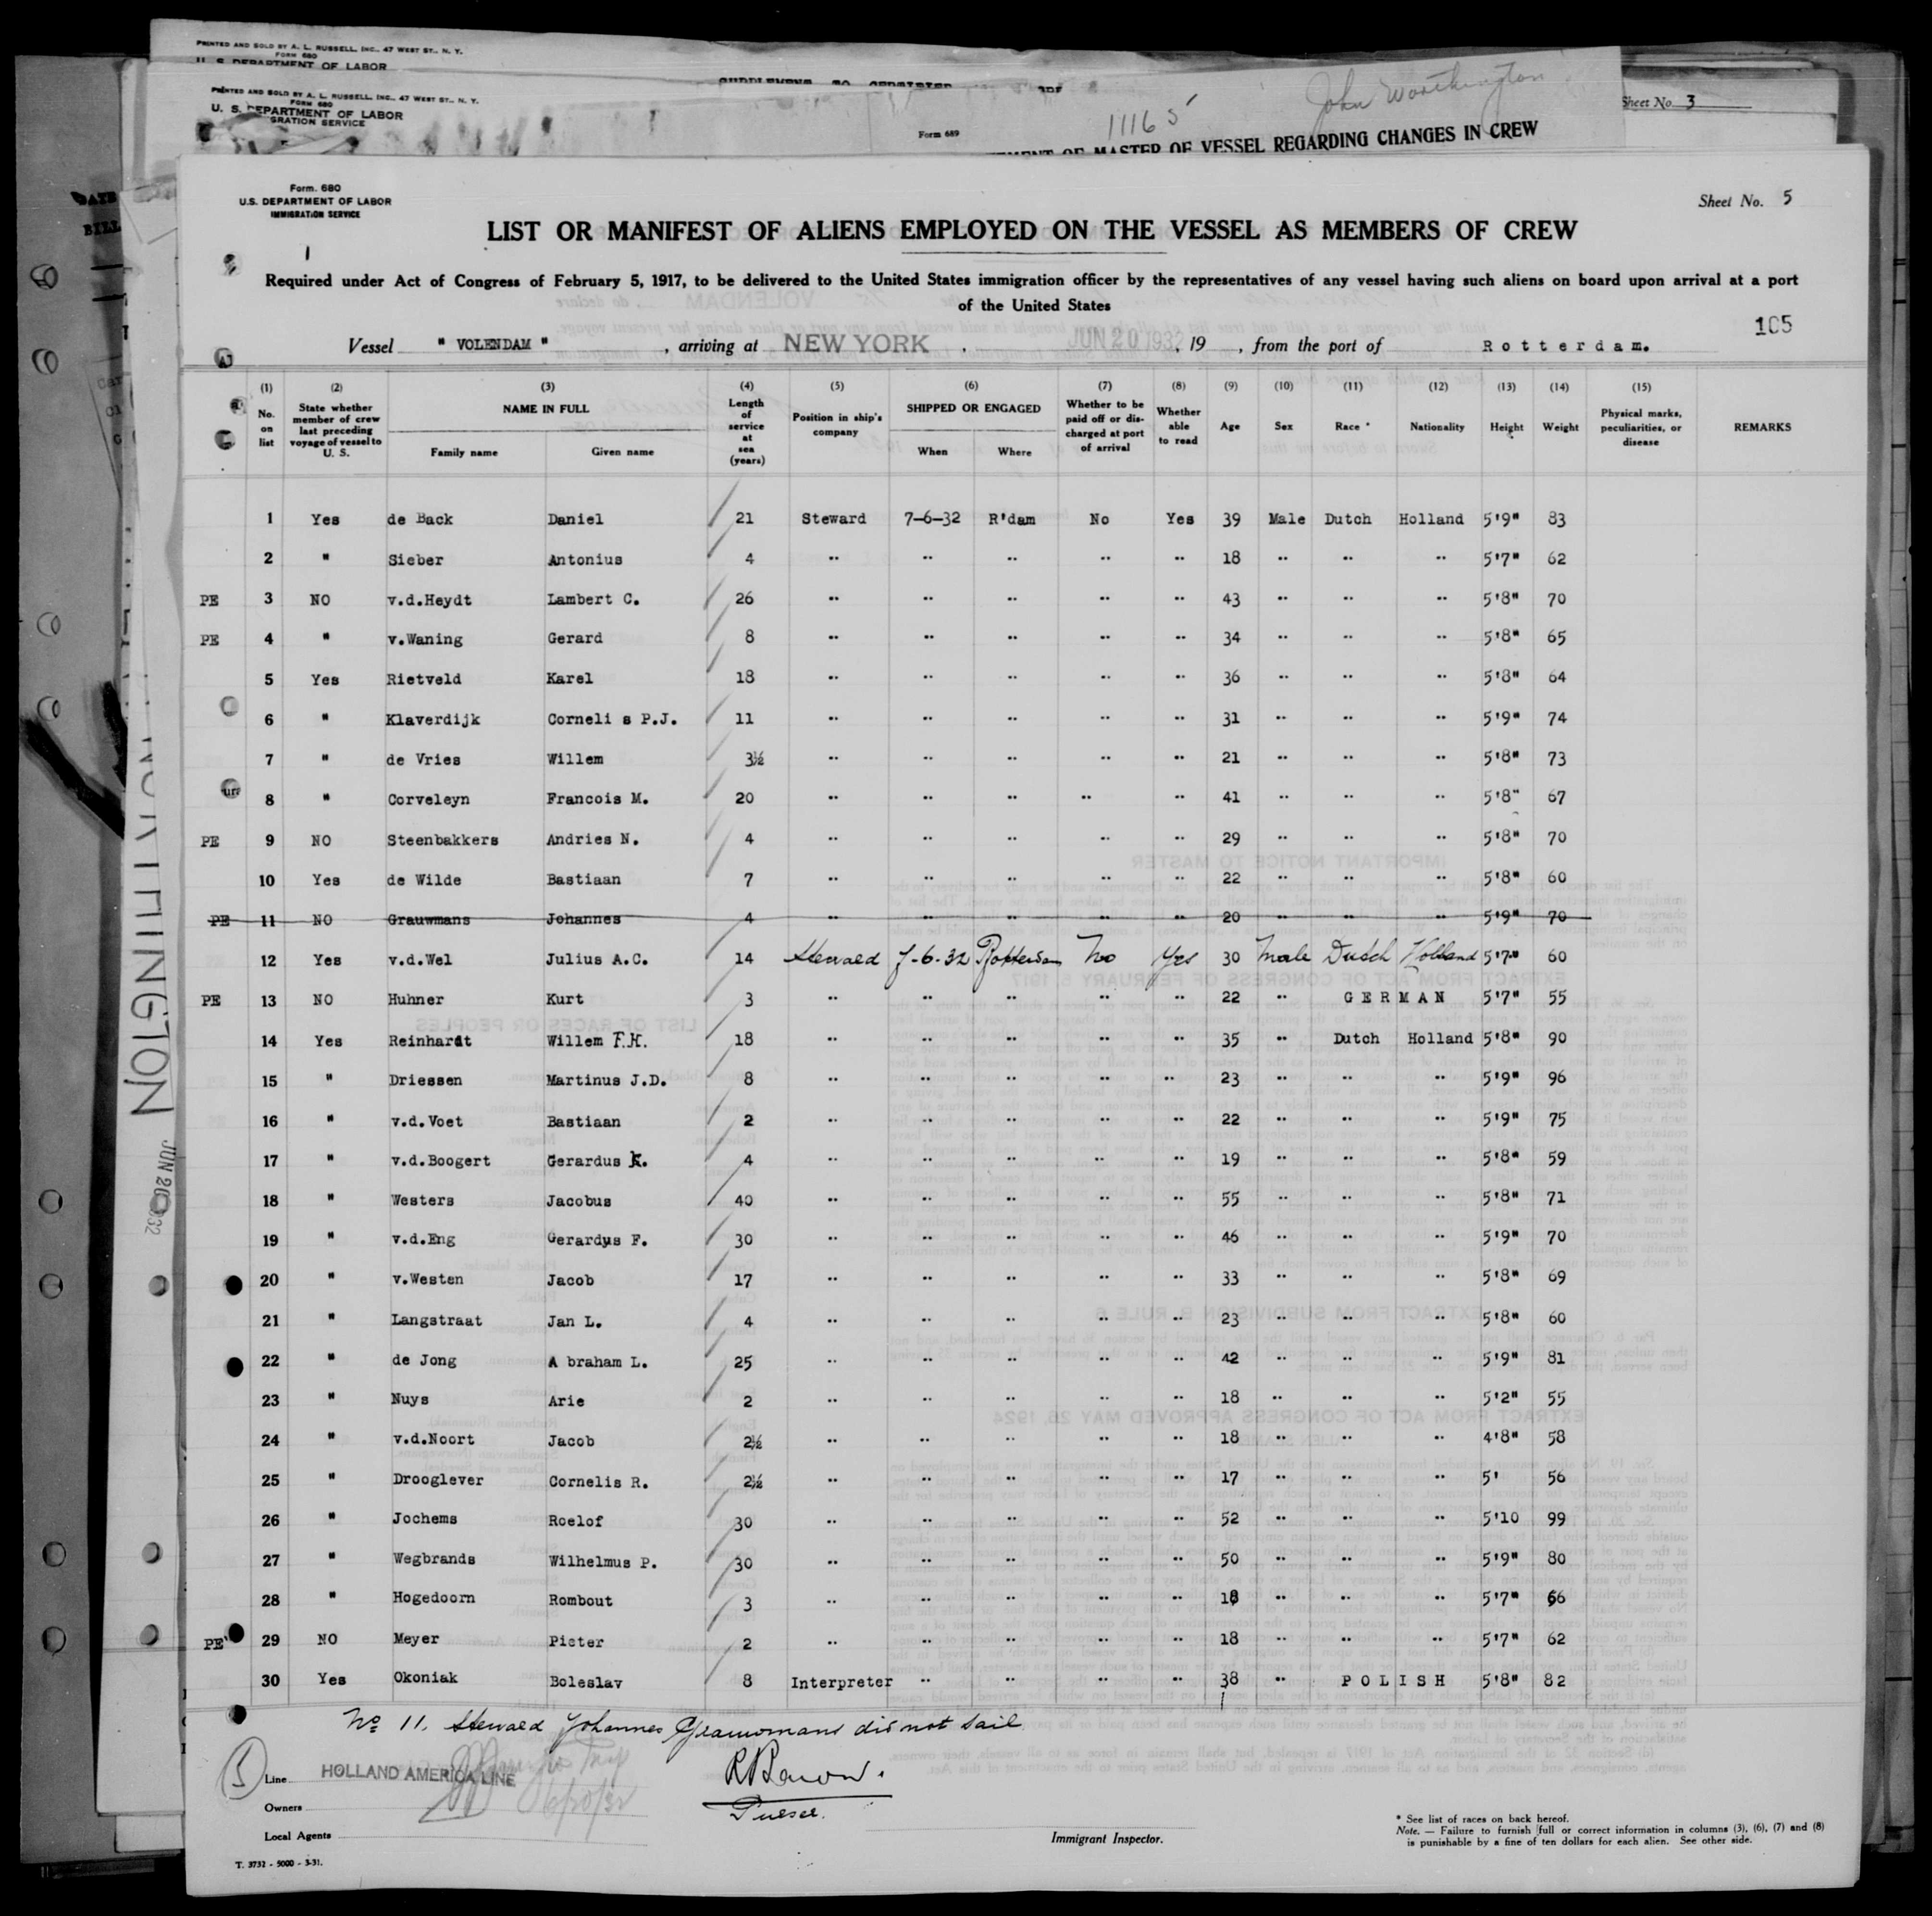 PRINTED AND SOLD BY A. L. RUSSELL, INC., 47 WEST ST., N. Y.
FORM 680
U. S. DEPARTMENT OF LABOR
PRINTED AND SOLD BY A. L. RUSSELL, INC., 47 WEST ST., N. Y.
FORM 680
U. S. DEPARTMENT OF LABOR
GRATION SERVICE
Form 689
11165
John Worthington
Sheet No. 3
OF MASTER OF VESSEL REGARDING CHANGES IN CREW
Form. 680
U.S. DEPARTMENT OF LABOR
IMMIGRATION SERVICE
Sheet No. 5
LIST OR MANIFEST OF ALIENS EMPLOYED ON THE VESSEL AS MEMBERS OF CREW
Required under Act of Congress of February 5, 1917, to be delivered to the United States immigration officer by the representatives of any vessel having such aliens on board upon arrival at a port
of the United States
105
Vessel " VOLENDAM " , arriving at NEW YORK , JUN 20 1932 , 19 , from the port of Rotterdam.
(1) No. on list (2) State whether member of crew last preceding voyage of vessel to U. S. (3) NAME IN FULL Family name Given name (4) Length of service at sea (years) (5) Position in ship's company (6) SHIPPED OR ENGAGED When Where (7) Whether to be paid off or discharged at port of arrival (8) Whether able to read (9) Age (10) Sex (11) Race * (12) Nationality (13) Height (14) Weight (15) Physical marks, peculiarities, or disease REMARKS
1 Yes de Back Daniel 21 Steward 7-6-32 R'dam No Yes 39 Male Dutch Holland 5'9" 83
2 " Sieber Antonius 4 " " " " " 18 " " " 5'7" 62
PE 3 NO v.d.Heydt Lambert C. 26 " " " " " 43 " " " 5'8" 70
PE 4 " v.Waning Gerard 8 " " " " " 34 " " " 5'8" 65
5 Yes Rietveld Karel 18 " " " " " 36 " " " 5'8" 64
6 " Klaverdijk Corneli s P.J. 11 " " " " " 31 " " " 5'9" 74
7 " de Vries Willem 3½ " " " " " 21 " " " 5'8" 73
8 " Corveleyn Francois M. 20 " " " " " 41 " " " 5'8" 67
PE 9 NO Steenbakkers Andries N. 4 " " " " " 29 " " " 5'8" 70
10 Yes de Wilde Bastiaan 7 " " " " " 22 " " " 5'8" 60
PE 11 NO Grauwmans Johannes 4 " " " " " 20 " " " 5'9" 70
12 Yes v.d.Wel Julius A.C. 14 Steward 7-6-32 Rotterdam No Yes 30 Male Dutch Holland 5'7" 60
PE 13 NO Huhner Kurt 3 " " " " " 22 " GERMAN 5'7" 55
14 Yes Reinhardt Willem F.H. 18 " " " " " 35 " Dutch Holland 5'8" 90
15 " Driessen Martinus J.D. 8 " " " " " 23 " " " 5'9" 96
16 " v.d.Voet Bastiaan 2 " " " " " 22 " " " 5'9" 75
17 " v.d.Boogert Gerardus K. 4 " " " " " 19 " " " 5'8" 59
18 " Westers Jacobus 40 " " " " " 55 " " " 5'8" 71
19 " v.d.Eng Gerardus F. 30 " " " " " 46 " " " 5'9" 70
20 " v.Westen Jacob 17 " " " " " 33 " " " 5'8" 69
21 " Langstraat Jan L. 4 " " " " " 23 " " " 5'8" 60
22 " de Jong A braham L. 25 " " " " " 42 " " " 5'9" 81
23 " Nuys Arie 2 " " " " " 18 " " " 5'2" 55
24 " v.d.Noort Jacob 2½ " " " " " 18 " " " 4'8" 58
25 " Drooglever Cornelis R. 2½ " " " " " 17 " " " 5' 56
26 " Jochems Roelof 30 " " " " " 52 " " " 5'10 99
27 " Wegbrands Wilhelmus P. 30 " " " " " 50 " " " 5'9" 80
28 " Hogedoorn Rombout 3 " " " " " 18 " " " 5'7" 66
PE 29 NO Meyer Pieter 2 " " " " " 18 " " " 5'7" 62
30 Yes Okoniak Boleslav 8 Interpreter " " " " 38 " POLISH 5'8" 82
No 11. Steward Johannes Grauwmans did not sail
5
Line HOLLAND AMERICA LINE
6/20/32
Purser.
Owners
Local Agents
Immigrant Inspector.
* See list of races on back hereof.
Note. — Failure to furnish full or correct information in columns (3), (6), (7) and (8)
is punishable by a fine of ten dollars for each alien. See other side.
T. 3732 - 5000 - 3-31.